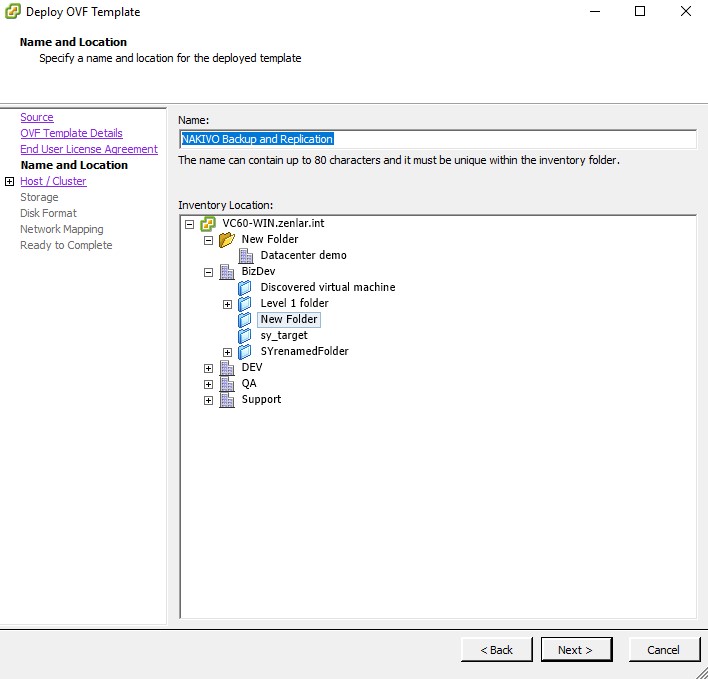 Deploy OVF Template
Name and Location
Specify a name and location for the deployed template
Source
OVF Template Details
End User License Agreement
Name and Location
Host / Cluster
Storage
Disk Format
Network Mapping
Ready to Complete
Name:
NAKIVO Backup and Replication
The name can contain up to 80 characters and it must be unique within the inventory folder.
Inventory Location:
VC60-WIN.zenlar.int
New Folder
Datacenter demo
BizDev
Discovered virtual machine
Level 1 folder
New Folder
sy_target
SYrenamedFolder
DEV
QA
Support
< Back
Next >
Cancel